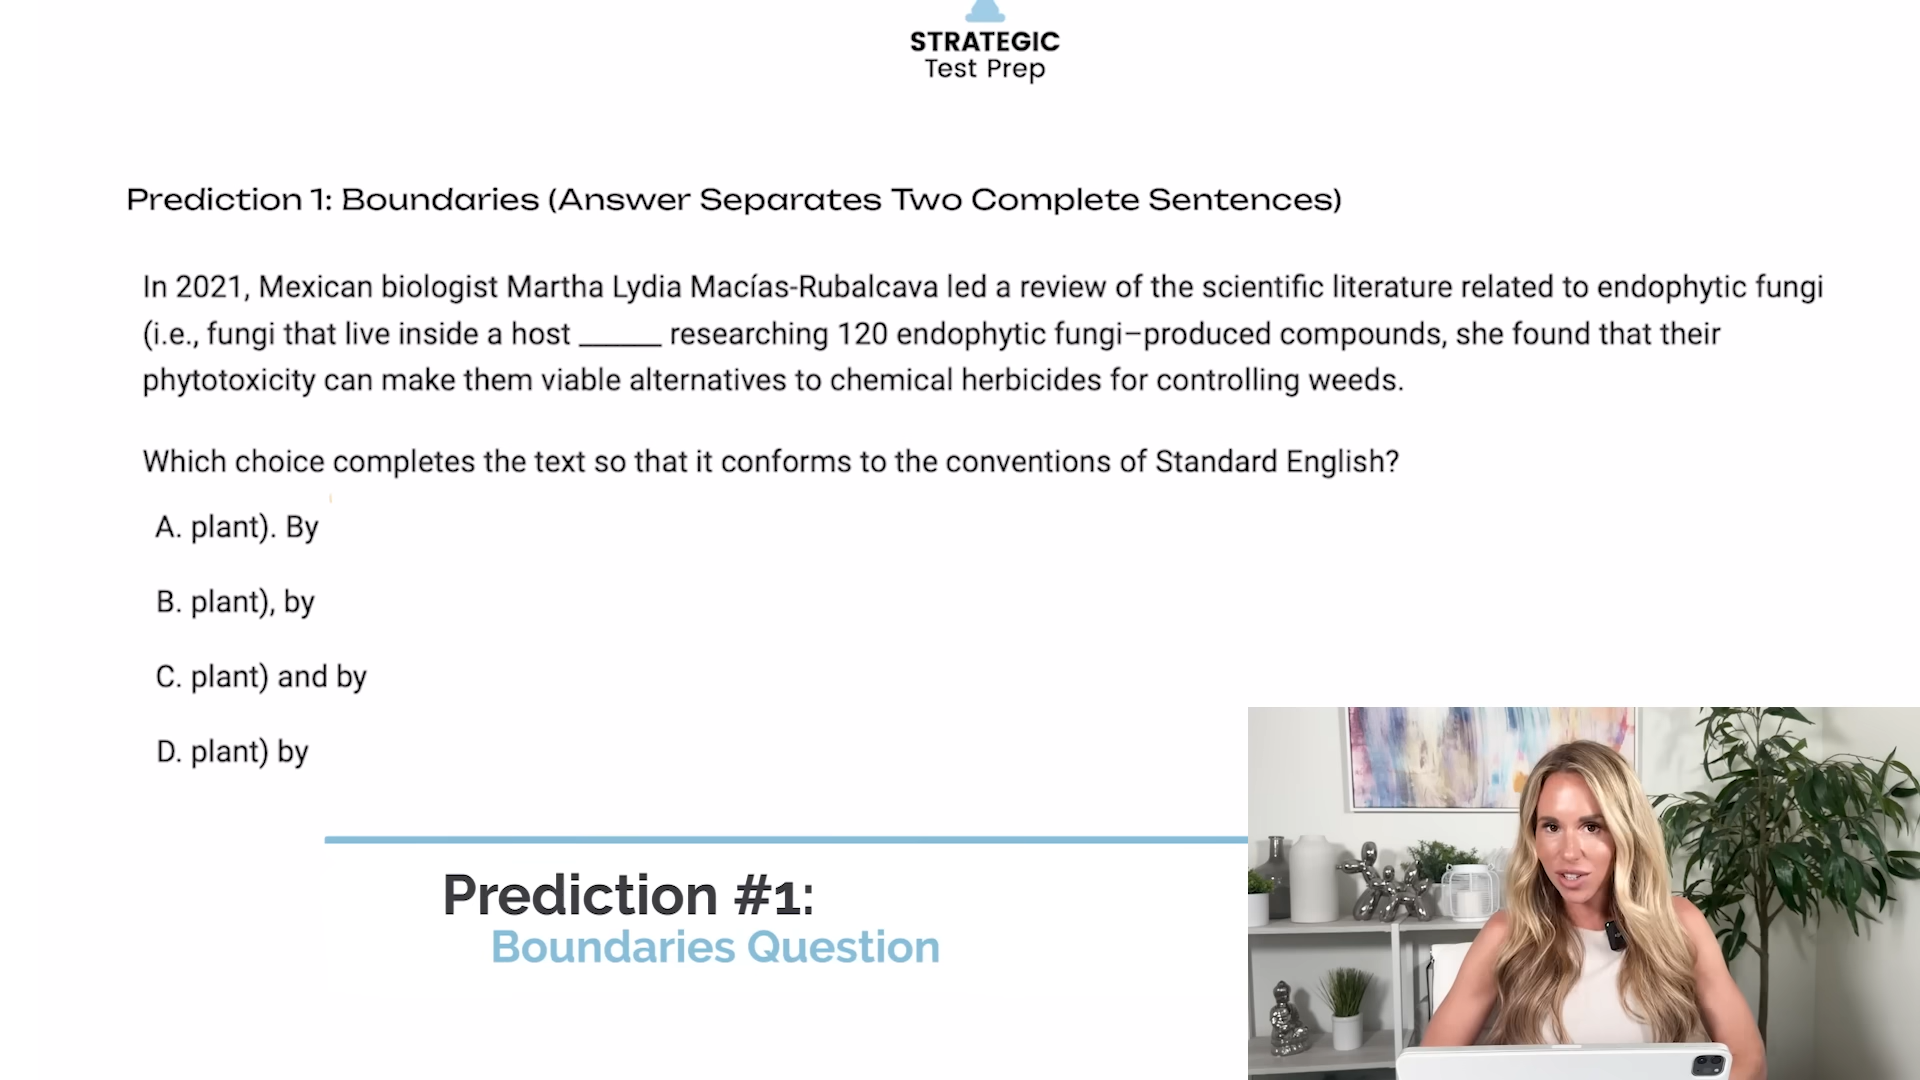 STRATEGIC
Test Prep
Prediction 1: Boundaries (Answer Separates Two Complete Sentences)
In 2021, Mexican biologist Martha Lydia Macías-Rubalcava led a review of the scientific literature related to endophytic fungi
(i.e., fungi that live inside a host ______ researching 120 endophytic fungi–produced compounds, she found that their
phytotoxicity can make them viable alternatives to chemical herbicides for controlling weeds.
Which choice completes the text so that it conforms to the conventions of Standard English?
A. plant). By
B. plant), by
C. plant) and by
D. plant) by
Prediction #1:
Boundaries Question